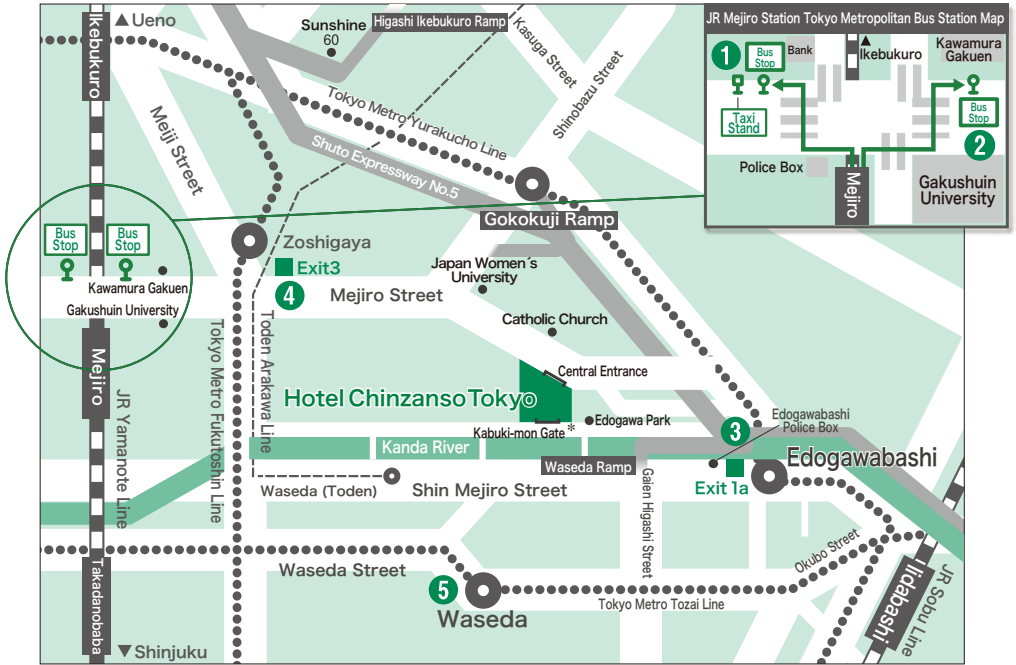 ▲Ueno
Ikebukuro
Sunshine
60
Higashi Ikebukuro Ramp
Kasuga Street
Shinobazu Street
Tokyo Metro Yurakucho Line
Meiji Street
Shuto Expressway No.5
JR Mejiro Station Tokyo Metropolitan Bus Station Map
1
Bus
Stop
Bank
▲
Ikebukuro
Kawamura
Gakuen
Taxi
Stand
Bus
Stop
2
Police Box
Mejiro
Gakushuin
University
Gokokuji Ramp
Bus
Stop
Bus
Stop
Zoshigaya
Exit3
4
Mejiro Street
Japan Women's
University
Kawamura Gakuen
Gakushuin University
Catholic Church
Mejiro
Tokyo Metro Fukutoshin Line
Toden Arakawa Line
Central Entrance
Hotel Chinzanso Tokyo
JR Yamanote Line
Edogawa Park
Kabuki-mon Gate *
3
Edogawabashi
Police Box
Kanda River
Waseda Ramp
Edogawabashi
Exit 1a
Waseda (Toden)
Shin Mejiro Street
Gaien Higashi Street
Takadanobaba
Waseda Street
Okubo Street
5
Waseda
Tokyo Metro Tozai Line
Iidabashi
JR Sobu Line
▼Shinjuku